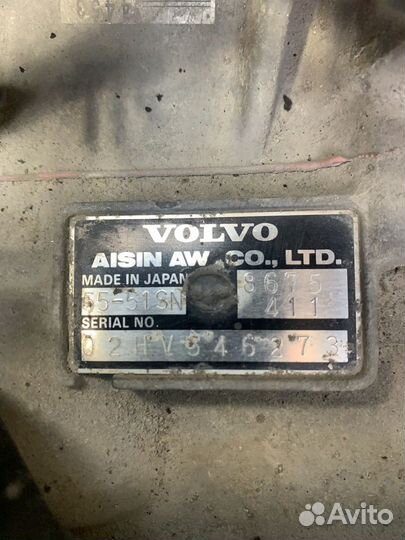 VOLVO
AISIN AW CO., LTD.
MADE IN JAPAN 8675
55-51SN 411
SERIAL NO.
02HV346273
Avito